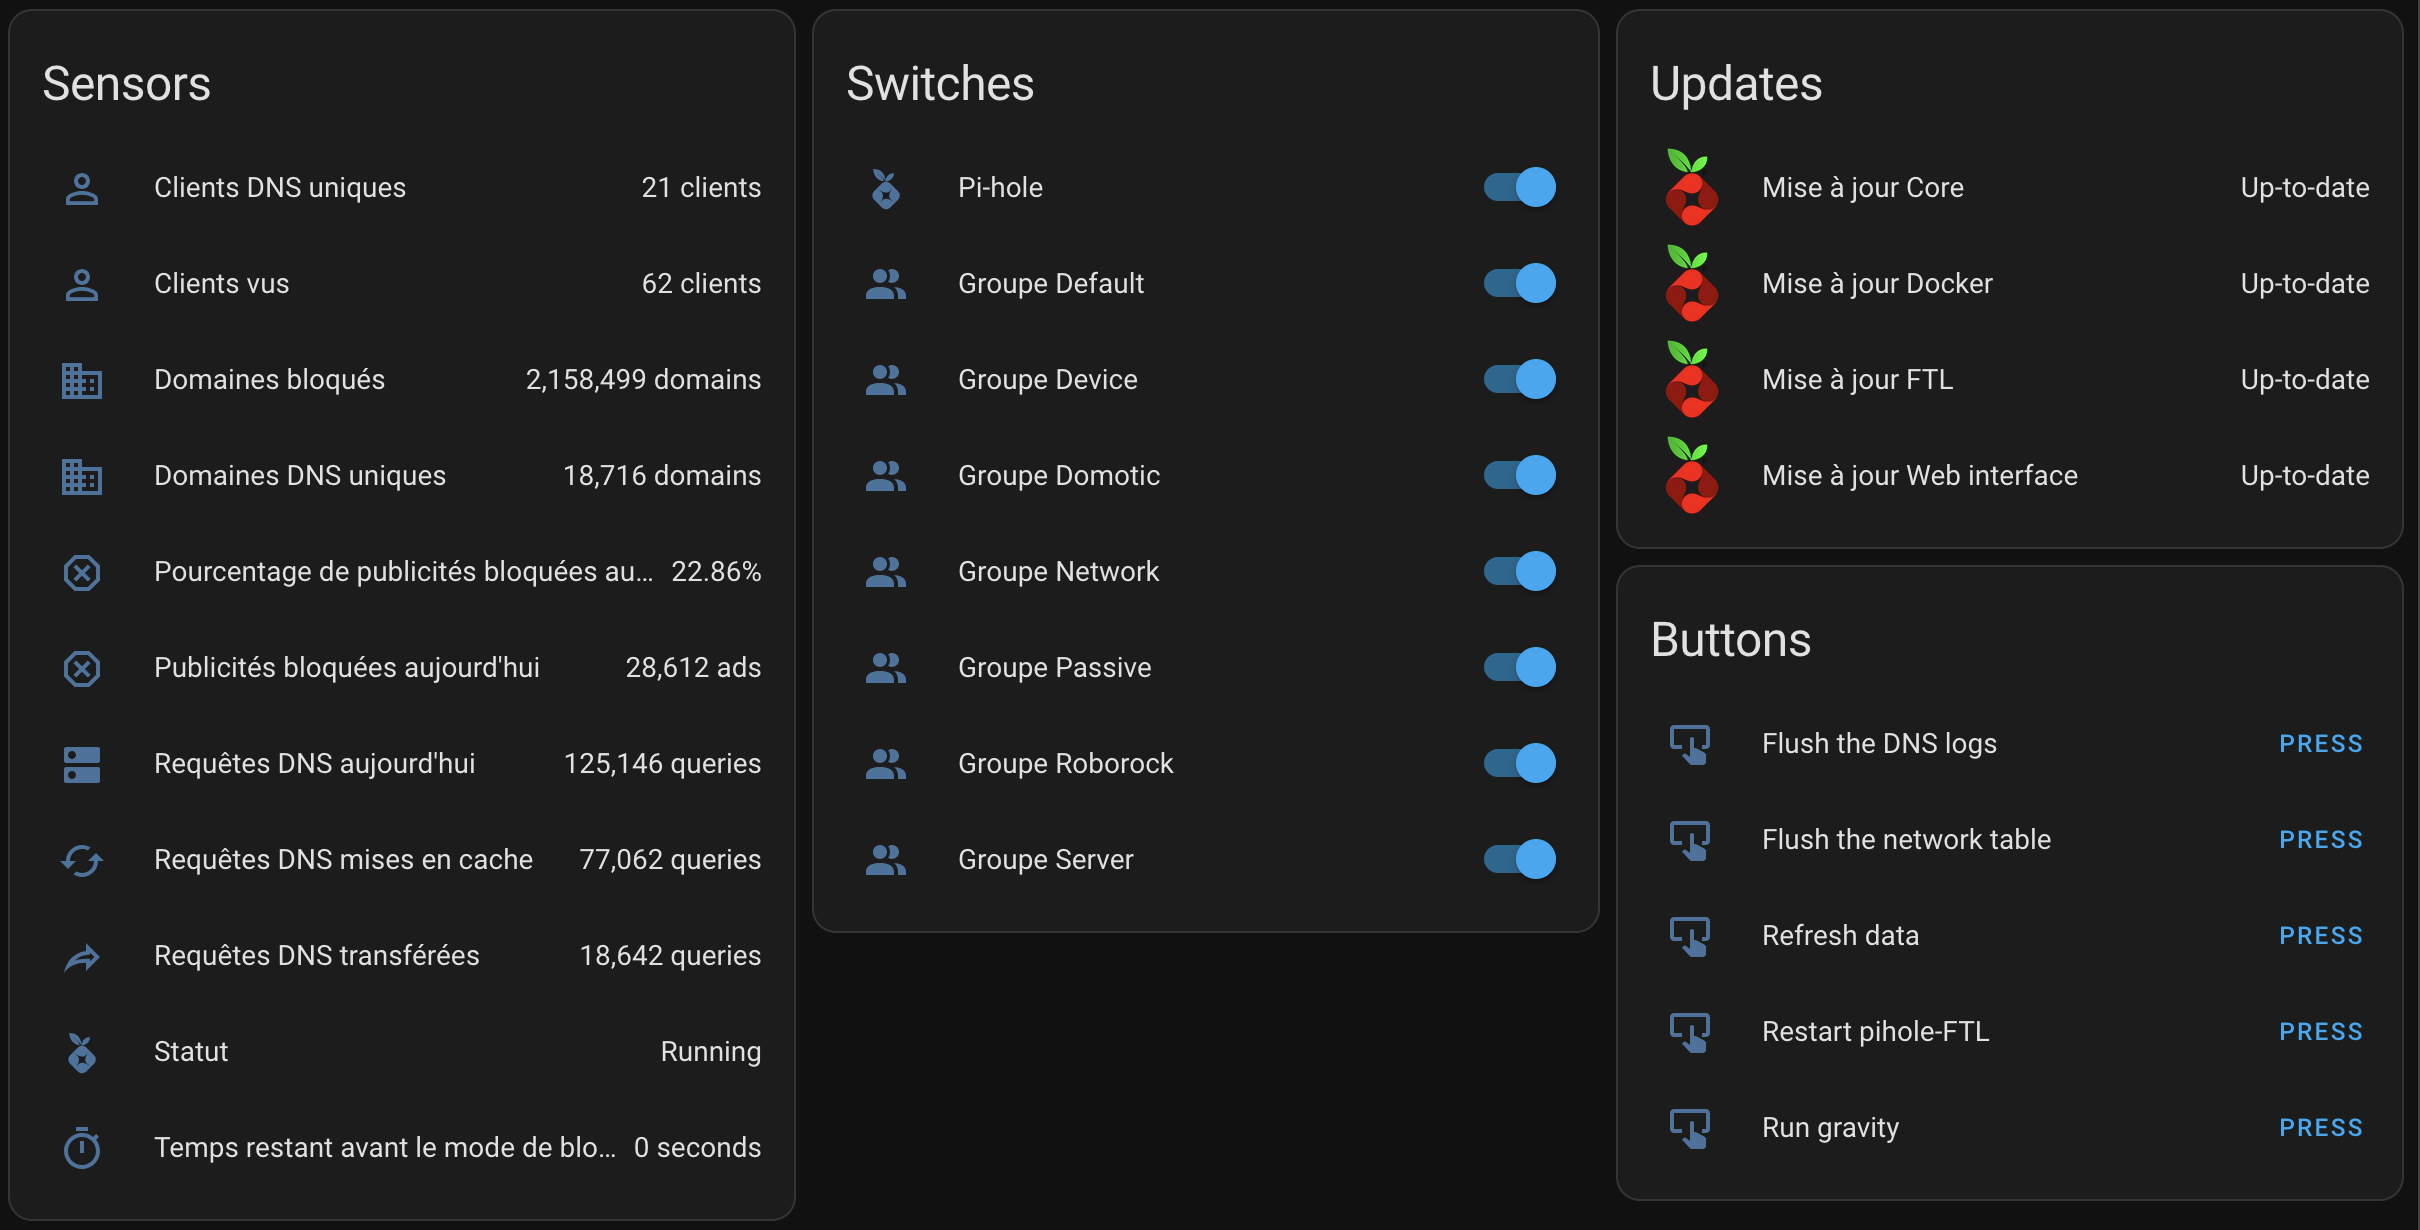 Sensors
Clients DNS uniques 21 clients
Clients vus 62 clients
Domaines bloqués 2,158,499 domains
Domaines DNS uniques 18,716 domains
Pourcentage de publicités bloquées au... 22.86%
Publicités bloquées aujourd'hui 28,612 ads
Requêtes DNS aujourd'hui 125,146 queries
Requêtes DNS mises en cache 77,062 queries
Requêtes DNS transférées 18,642 queries
Statut Running
Temps restant avant le mode de blo... 0 seconds
Switches
Pi-hole
Groupe Default
Groupe Device
Groupe Domotic
Groupe Network
Groupe Passive
Groupe Roborock
Groupe Server
Updates
Mise à jour Core Up-to-date
Mise à jour Docker Up-to-date
Mise à jour FTL Up-to-date
Mise à jour Web interface Up-to-date
Buttons
Flush the DNS logs PRESS
Flush the network table PRESS
Refresh data PRESS
Restart pihole-FTL PRESS
Run gravity PRESS